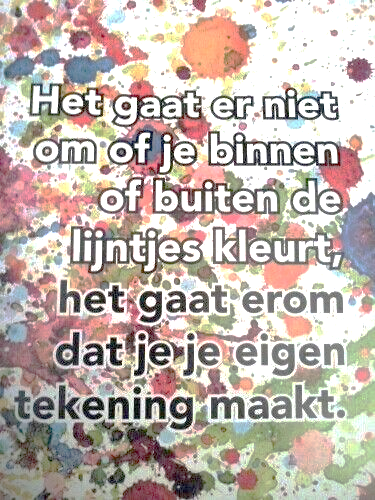 Het gaat er niet
om of je binnen
of buiten de
lijntjes kleurt,
het gaat erom
dat je je eigen
tekening maakt.